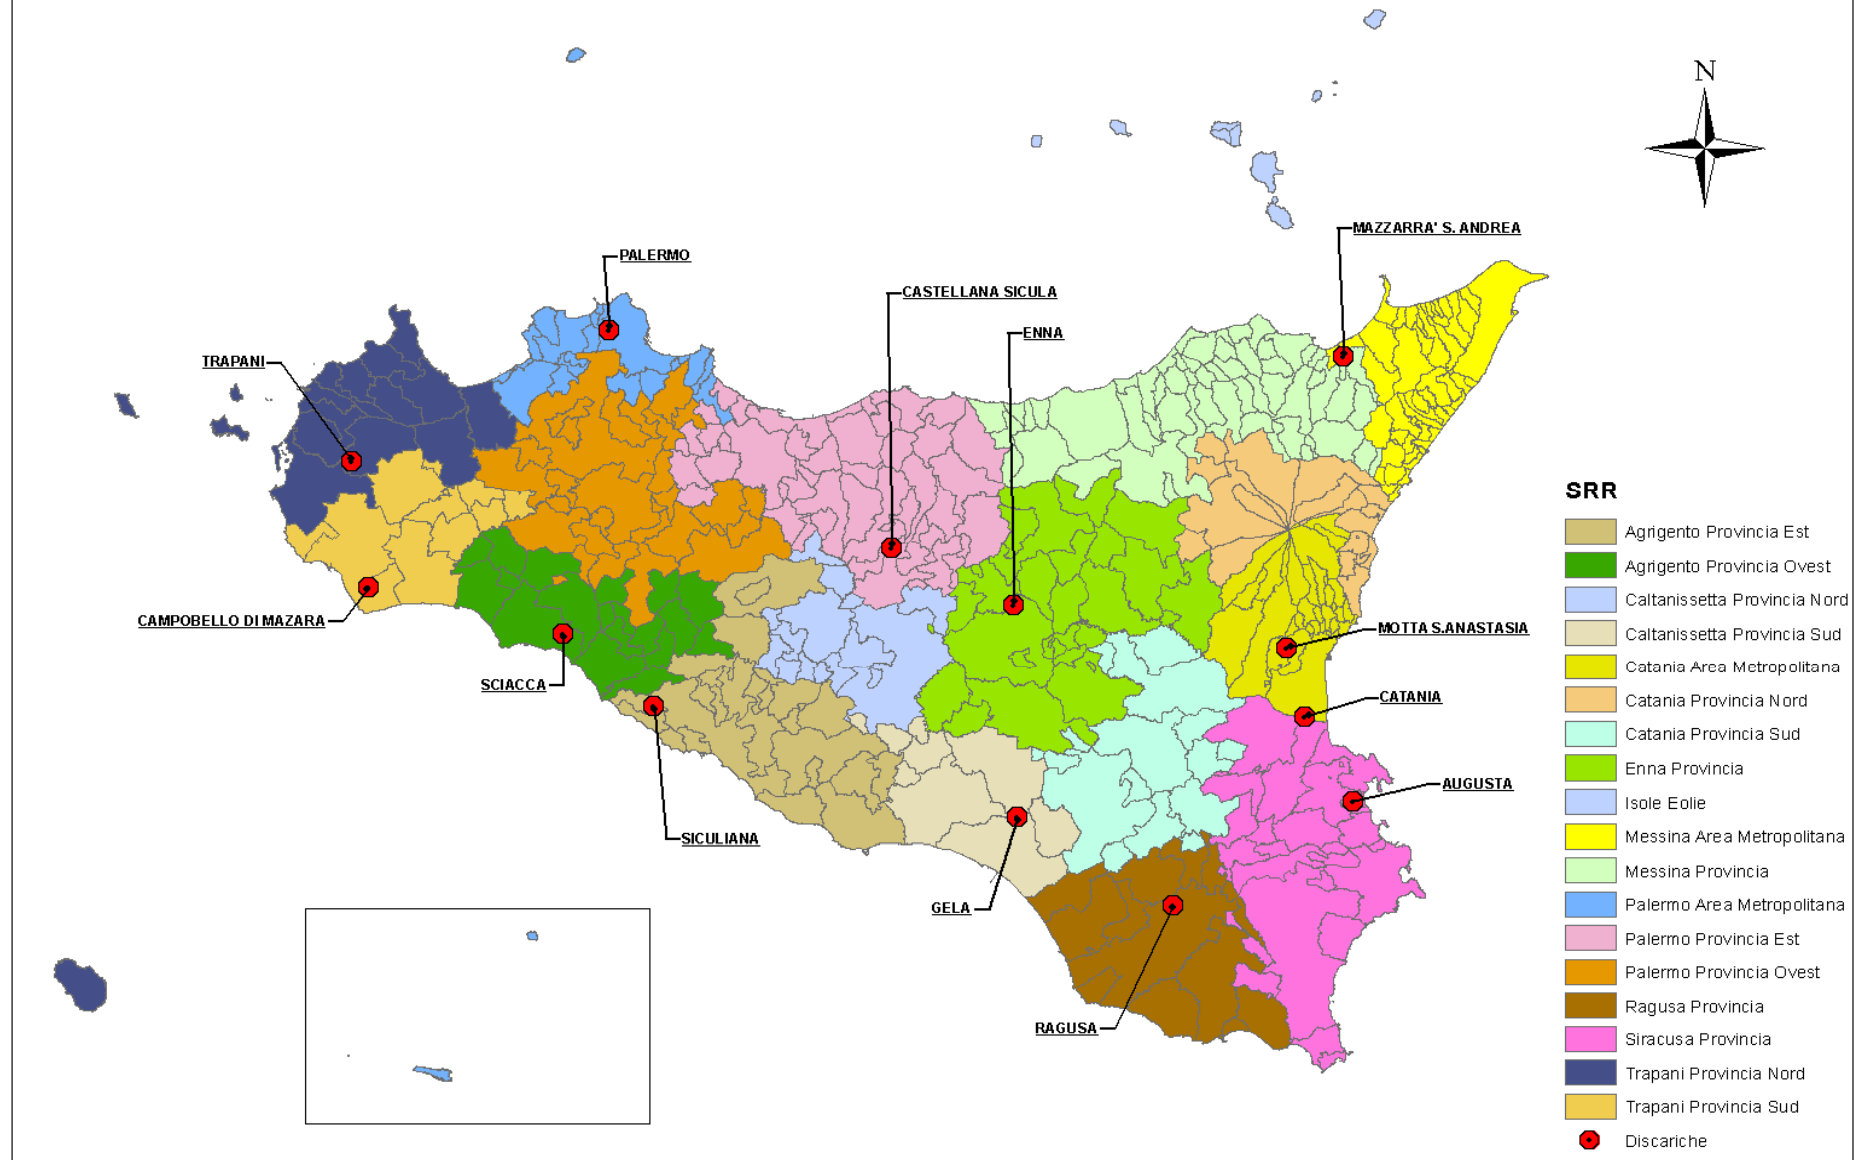 N
MAZZARRA' S. ANDREA
PALERMO
CASTELLANA SICULA
ENNA
TRAPANI
CAMPOBELLO DI MAZARA
MOTTA S.ANASTASIA
SCIACCA
CATANIA
AUGUSTA
SICULIANA
GELA
RAGUSA
SRR
Agrigento Provincia Est
Agrigento Provincia Ovest
Caltanissetta Provincia Nord
Caltanissetta Provincia Sud
Catania Area Metropolitana
Catania Provincia Nord
Catania Provincia Sud
Enna Provincia
Isole Eolie
Messina Area Metropolitana
Messina Provincia
Palermo Area Metropolitana
Palermo Provincia Est
Palermo Provincia Ovest
Ragusa Provincia
Siracusa Provincia
Trapani Provincia Nord
Trapani Provincia Sud
Discariche